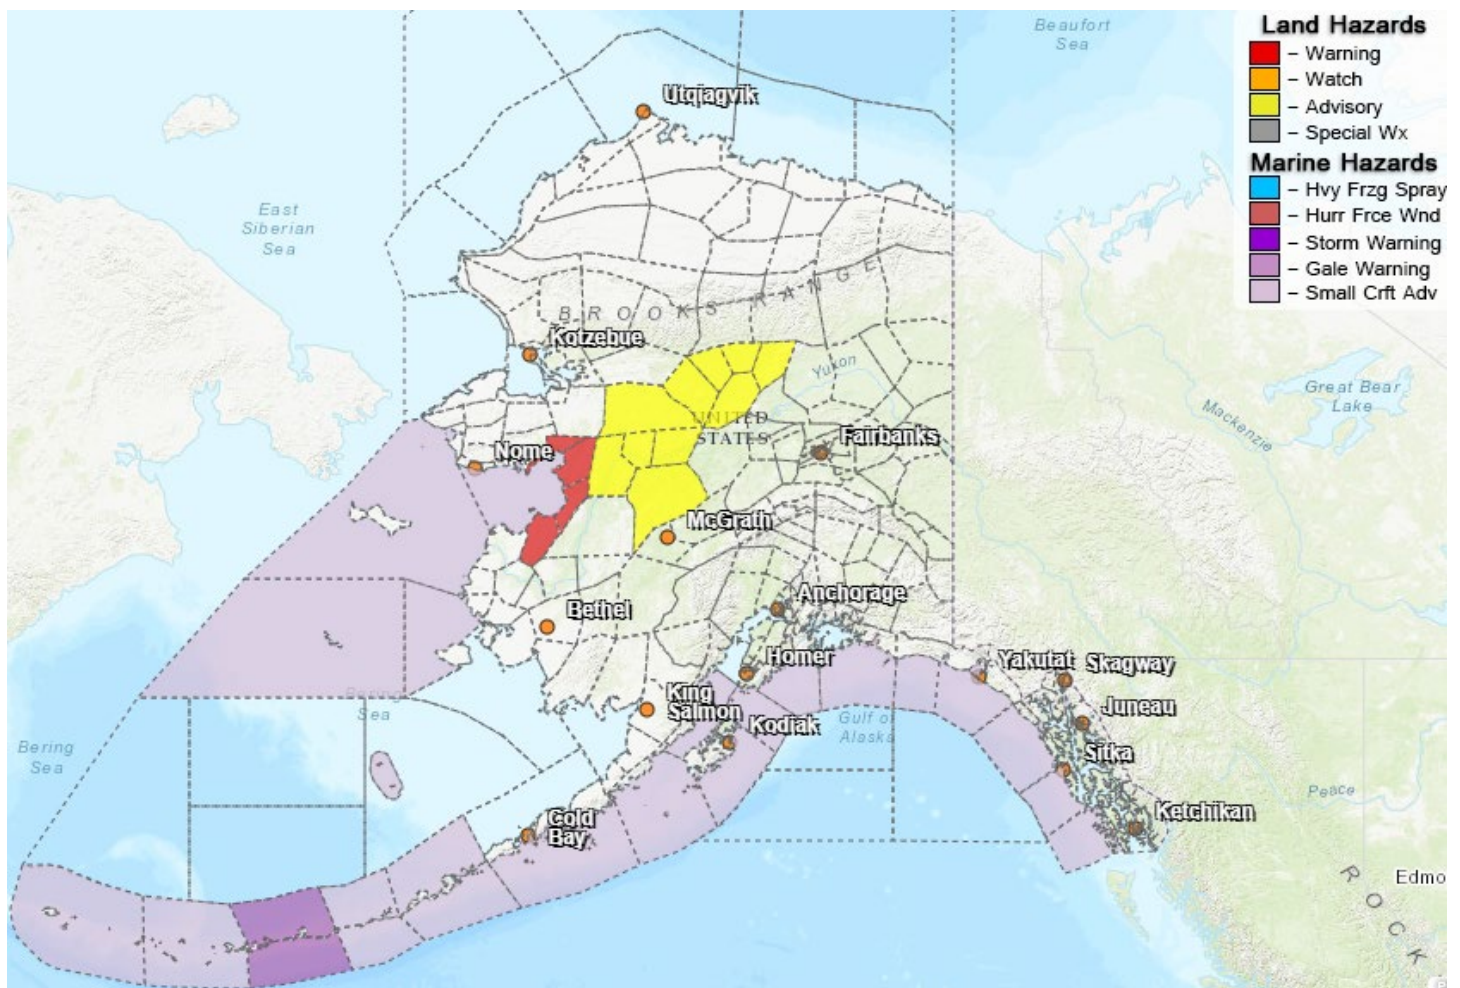 Land Hazards
– Warning
– Watch
– Advisory
– Special Wx
Marine Hazards
– Hvy Frzg Spray
– Hurr Frce Wnd
– Storm Warning
– Gale Warning
– Small Crft Adv
Beaufort
Sea
Utqiagvik
East
Siberian
Sea
BROOKS RANGE
Kotzebue
Yukon
Great Bear
Lake
Mackenzie
UNITED
STATES
Fairbanks
Nome
McGrath
Anchorage
Bethel
Homer
Yakutat
Skagway
King
Salmon
Kodiak
Juneau
Gulf of
Alaska
Bering
Sea
Sitka
Bering
Sea
Peace
Ketchikan
Cold
Bay
Edmo
ROCK